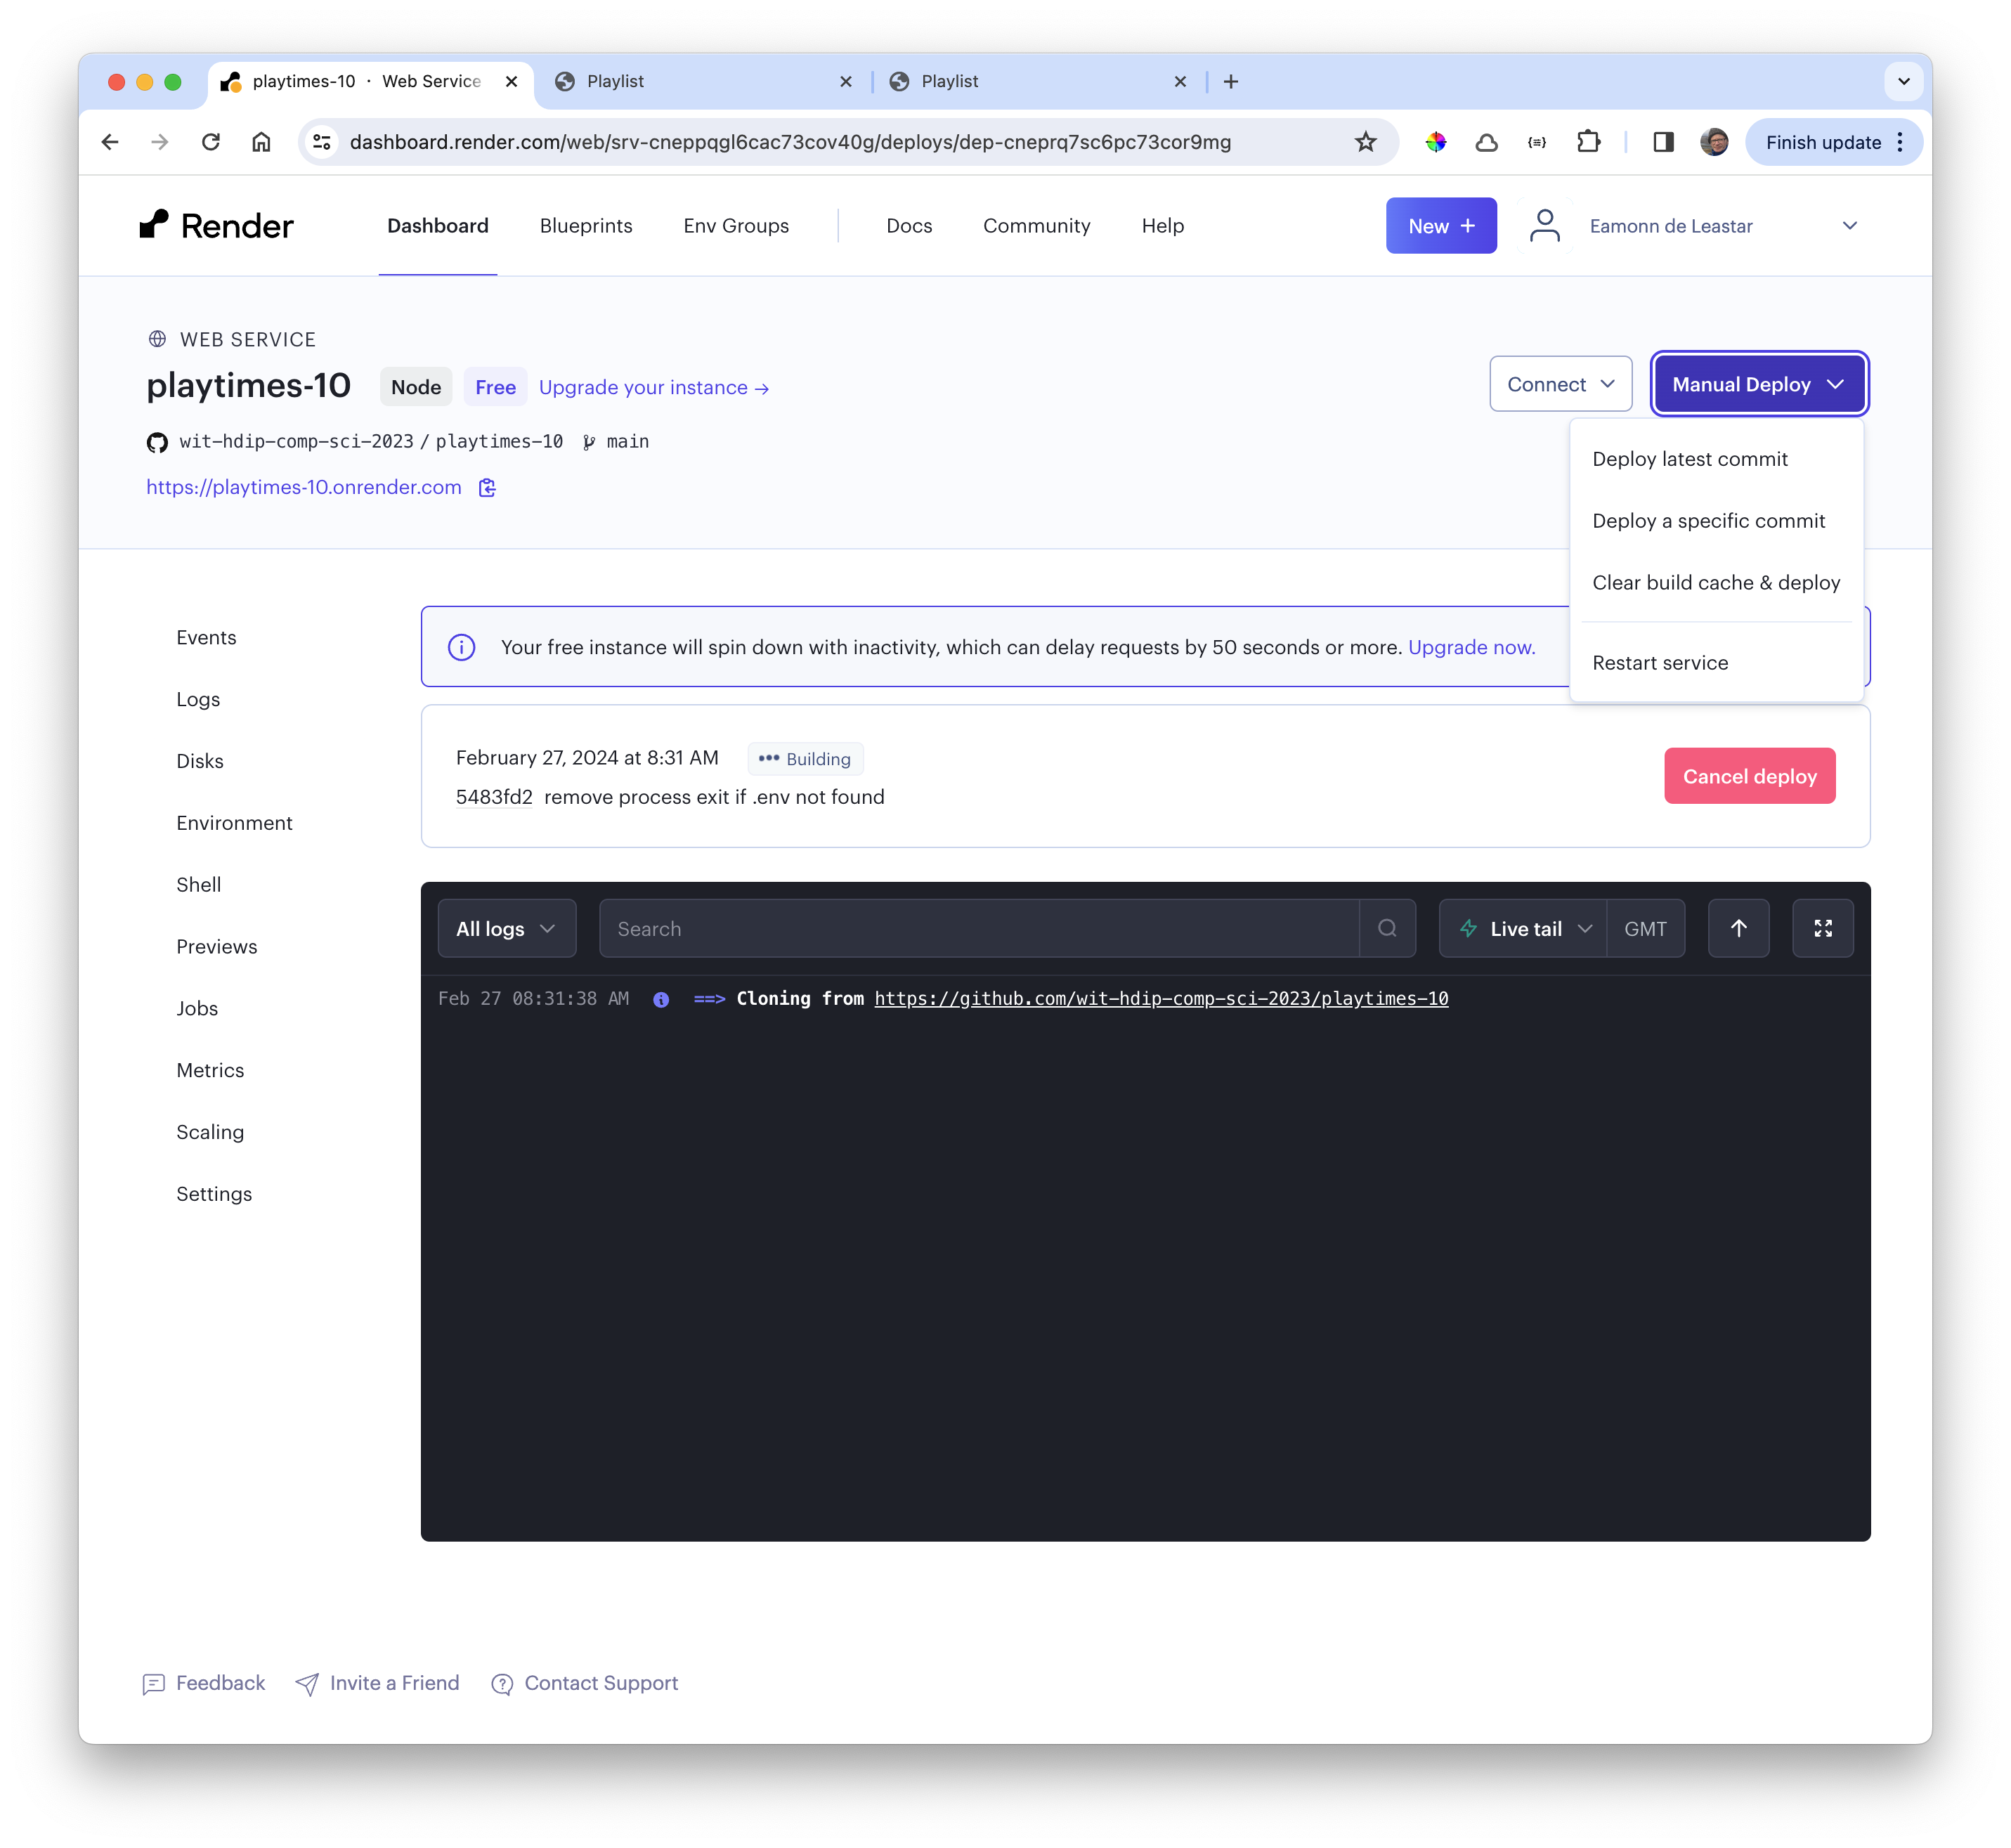 playtimes-10 · Web Service
Playlist
Playlist
dashboard.render.com/web/srv-cneppqgl6cac73cov40g/deploys/dep-cneprq7sc6pc73cor9mg
Finish update
Render
Dashboard
Blueprints
Env Groups
Docs
Community
Help
New +
Eamonn de Leastar
WEB SERVICE
playtimes-10
Node
Free
Upgrade your instance →
Connect
Manual Deploy
wit-hdip-comp-sci-2023 / playtimes-10
main
https://playtimes-10.onrender.com
Deploy latest commit
Deploy a specific commit
Clear build cache & deploy
Restart service
Events
Logs
Disks
Environment
Shell
Previews
Jobs
Metrics
Scaling
Settings
Your free instance will spin down with inactivity, which can delay requests by 50 seconds or more. Upgrade now.
February 27, 2024 at 8:31 AM
••• Building
5483fd2 remove process exit if .env not found
Cancel deploy
All logs
Search
Live tail
GMT
Feb 27 08:31:38 AM ==> Cloning from https://github.com/wit-hdip-comp-sci-2023/playtimes-10
Feedback
Invite a Friend
Contact Support